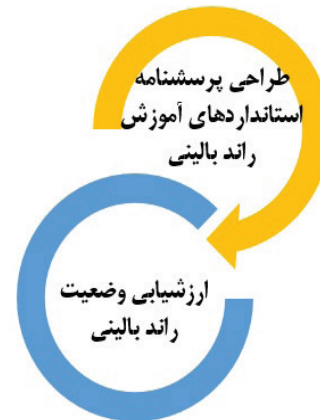 طراحی پرسشنامه
استانداردهای آموزش
راند بالینی
ارزشیابی وضعیت
راند بالینی